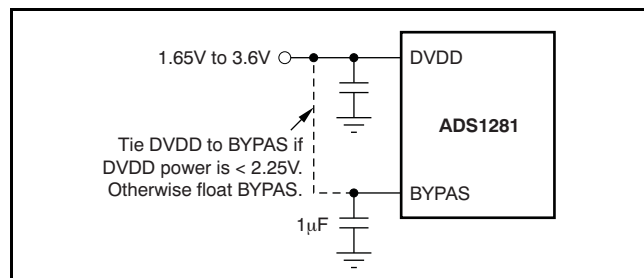 1.65V to 3.6V
DVDD
ADS1281
Tie DVDD to BYPAS if
DVDD power is < 2.25V.
Otherwise float BYPAS.
BYPAS
1μF